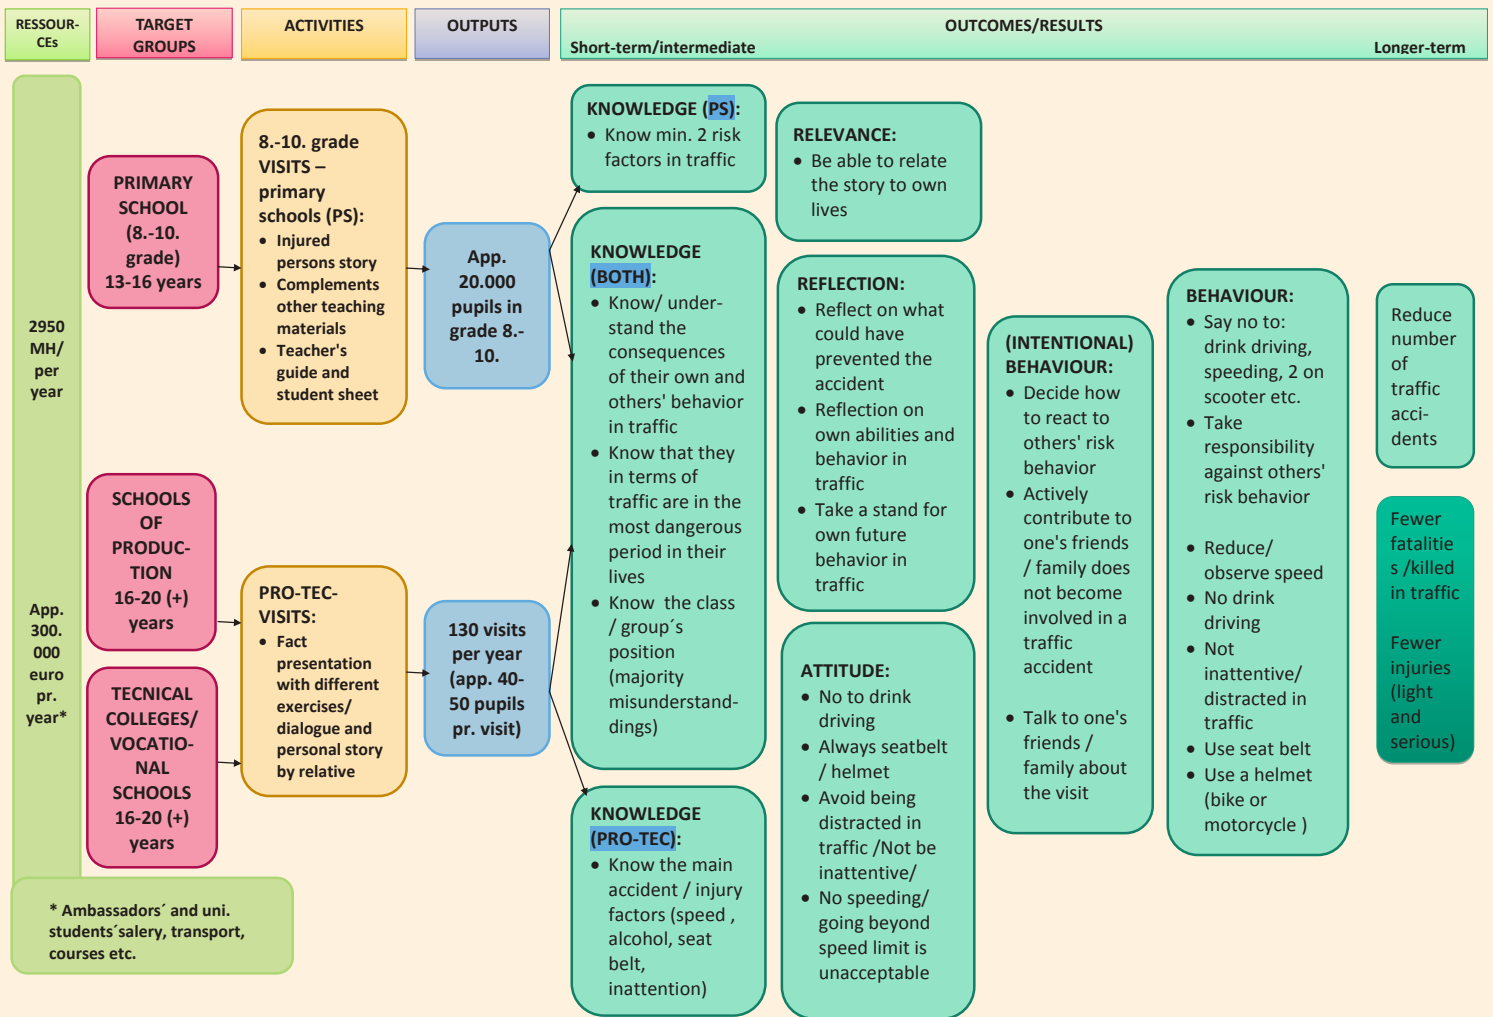 RESSOUR-
CEs
TARGET
GROUPS
ACTIVITIES
OUTPUTS
OUTCOMES/RESULTS
Short-term/intermediate
Longer-term
2950
MH/
per
year
App.
300.
000
euro
pr.
year*
* Ambassadors´ and uni.
students´salery, transport,
courses etc.
PRIMARY
SCHOOL
(8.-10.
grade)
13-16 years
SCHOOLS
OF
PRODUC-
TION
16-20 (+)
years
TECNICAL
COLLEGES/
VOCATIO-
NAL
SCHOOLS
16-20 (+)
years
8.-10. grade
VISITS –
primary
schools (PS):
• Injured
persons story
• Complements
other teaching
materials
• Teacher's
guide and
student sheet
PRO-TEC-
VISITS:
• Fact
presentation
with different
exercises/
dialogue and
personal story
by relative
App.
20.000
pupils in
grade 8.-
10.
130 visits
per year
(app. 40-
50 pupils
pr. visit)
KNOWLEDGE (PS):
• Know min. 2 risk
factors in traffic
KNOWLEDGE
(BOTH):
• Know/ under-
stand the
consequences
of their own and
others' behavior
in traffic
• Know that they
in terms of
traffic are in the
most dangerous
period in their
lives
• Know  the class
/ group´s
position
(majority
misunderstand-
dings)
KNOWLEDGE
(PRO-TEC):
• Know the main
accident / injury
factors (speed ,
alcohol, seat
belt,
inattention)
RELEVANCE:
• Be able to relate
the story to own
lives
REFLECTION:
• Reflect on what
could have
prevented the
accident
• Reflection on
own abilities and
behavior in
traffic
• Take a stand for
own future
behavior in
traffic
ATTITUDE:
• No to drink
driving
• Always seatbelt
/ helmet
• Avoid being
distracted in
traffic /Not be
inattentive/
• No speeding/
going beyond
speed limit is
unacceptable
(INTENTIONAL)
BEHAVIOUR:
• Decide how
to react to
others' risk
behavior
• Actively
contribute to
one's friends
/ family does
not become
involved in a
traffic
accident
• Talk to one's
friends /
family about
the visit
BEHAVIOUR:
• Say no to:
drink driving,
speeding, 2 on
scooter etc.
• Take
responsibility
against others'
risk behavior
• Reduce/
observe speed
• No drink
driving
• Not
inattentive/
distracted in
traffic
• Use seat belt
• Use a helmet
(bike or
motorcycle )
Reduce
number
of
traffic
acci-
dents
Fewer
fatalitie
s /killed
in traffic
Fewer
injuries
(light
and
serious)